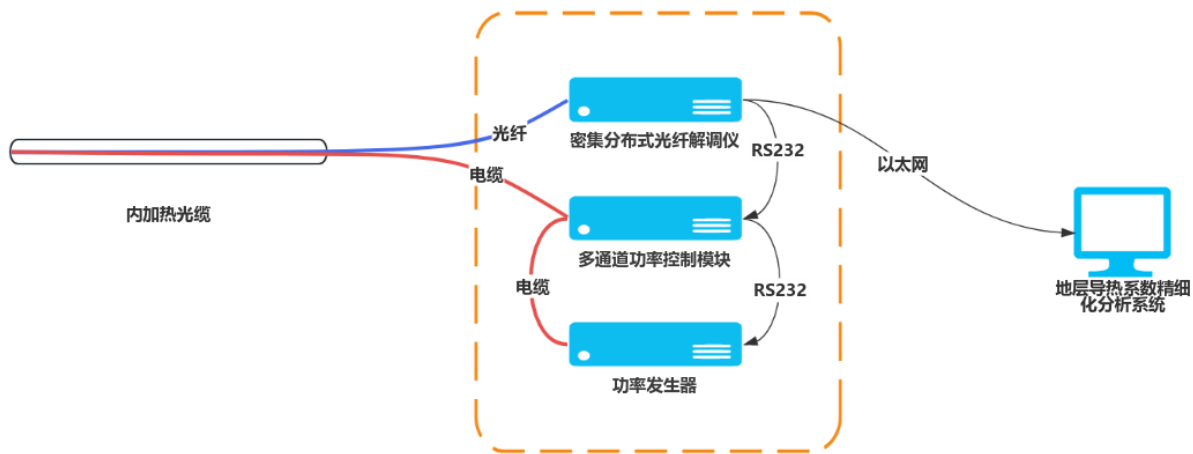 光纤
密集分布式光纤解调仪
RS232
以太网
电缆
内加热光缆
多通道功率控制模块
电缆
RS232
地层导热系数精细
化分析系统
功率发生器